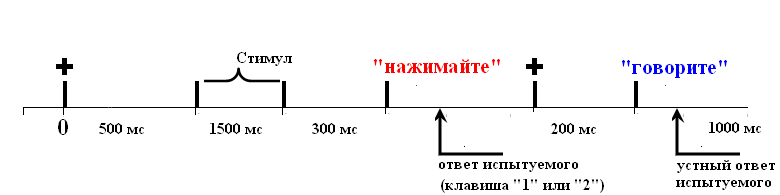 Стимул
+ "нажимайте" + "говорите"
0 500 мс 1500 мс 300 мс 200 мс 1000 мс
ответ испытуемого
(клавиша "1" или "2")
устный ответ
испытуемого